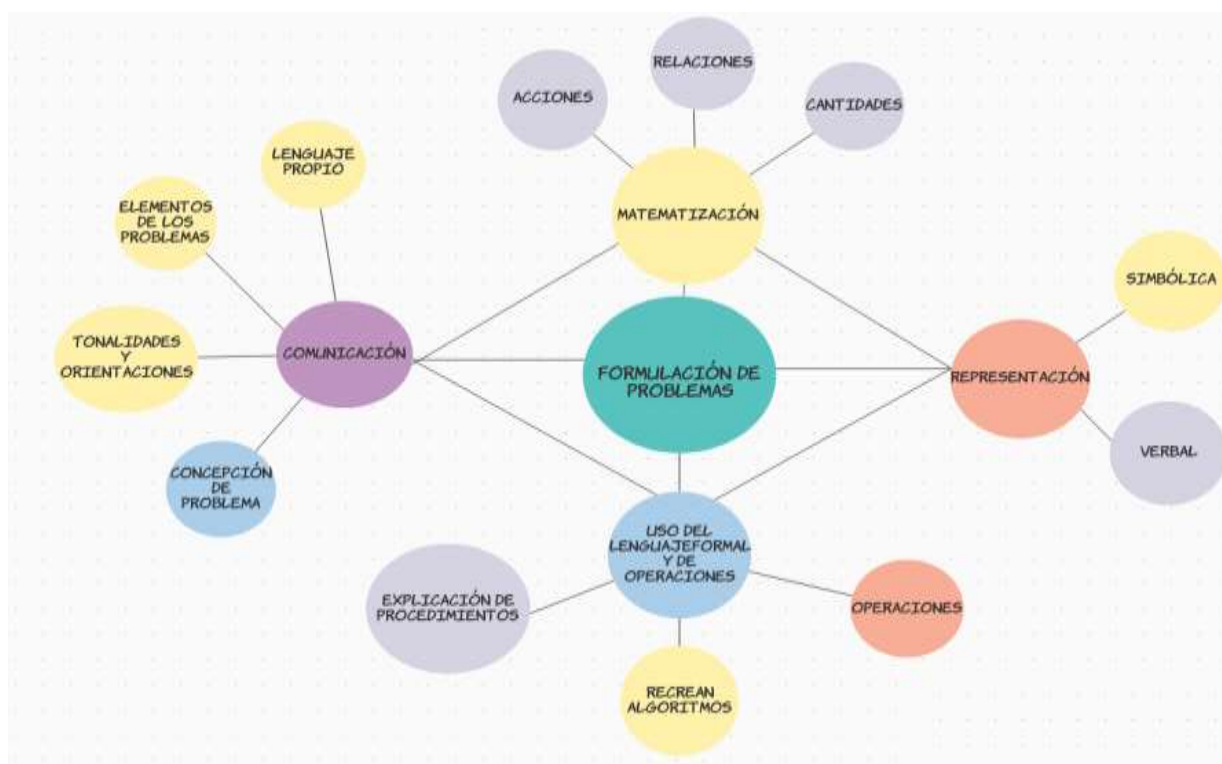 RELACIONES
ACCIONES
CANTIDADES
LENGUAJE
PROPIO
ELEMENTOS
DE LOS
PROBLEMAS
MATEMATIZACIÓN
SIMBÓLICA
TONALIDADES
Y
ORIENTACIONES
COMUNICACIÓN
FORMULACIÓN DE
PROBLEMAS
REPRESENTACIÓN
VERBAL
CONCEPCIÓN
DE
PROBLEMA
USO DEL
LENGUAJEFORMAL
Y DE
OPERACIONES
EXPLICACIÓN DE
PROCEDIMIENTOS
OPERACIONES
RECREAN
ALGORITMOS